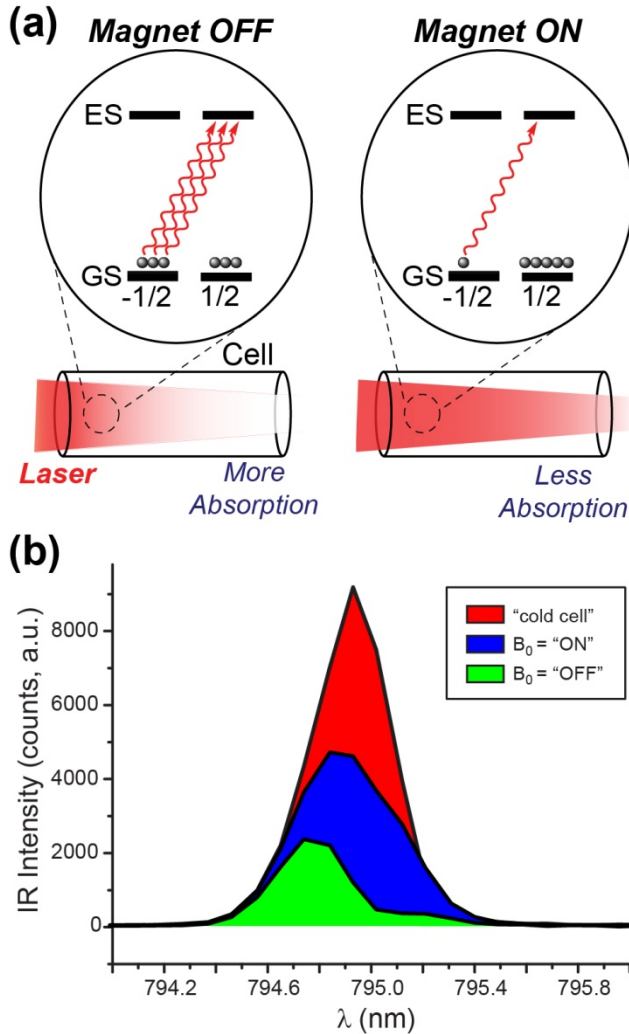 (a)
Magnet OFF
Magnet ON
ES
ES
GS
-1/2
1/2
GS
-1/2
1/2
Cell
Laser
More
Absorption
Less
Absorption
(b)
"cold cell"
B₀ = "ON"
B₀ = "OFF"
IR Intensity (counts, a.u.)
8000
6000
4000
2000
0
794.2
794.6
795.0
795.4
795.8
λ (nm)